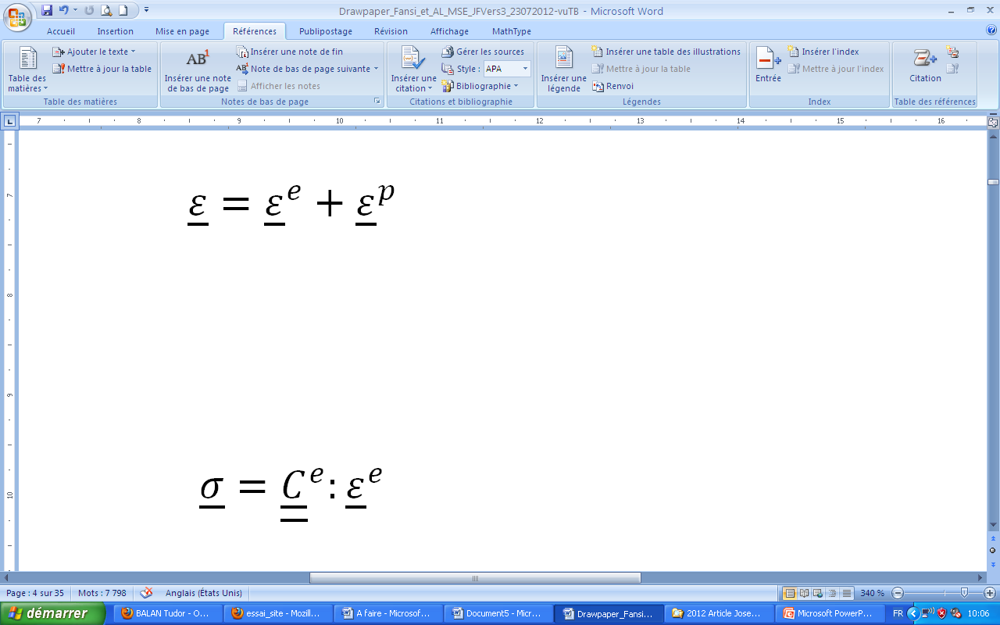 Drawpaper_Fansi_et_AL_MSE_JFVers3_23072012-vuTB - Microsoft Word
Accueil Insertion Mise en page Références Publipostage Révision Affichage MathType
Table des matières
Ajouter le texte
Mettre à jour la table
Table des matières
AB¹
Insérer une note de bas de page
Insérer une note de fin
Note de bas de page suivante
Afficher les notes
Notes de bas de page
Insérer une citation
Gérer les sources
Style : APA
Bibliographie
Citations et bibliographie
Insérer une légende
Insérer une table des illustrations
Mettre à jour la table
Renvoi
Légendes
Entrée
Insérer l'index
Mettre à jour l'index
Index
Citation
Table des références
7 8 9 10 11 12 13 14 15 16
7
8
9
10
ε = ε^e + ε^p
σ = C^e : ε^e
Page : 4 sur 35 Mots : 7 798 Anglais (États Unis) 340 %
démarrer BALAN Tudor - O... essai_site - Mozill... A faire - Microsof... Document5 - Micr... Drawpaper_Fansi... 2012 Article Jose... Microsoft PowerP... FR 10:06